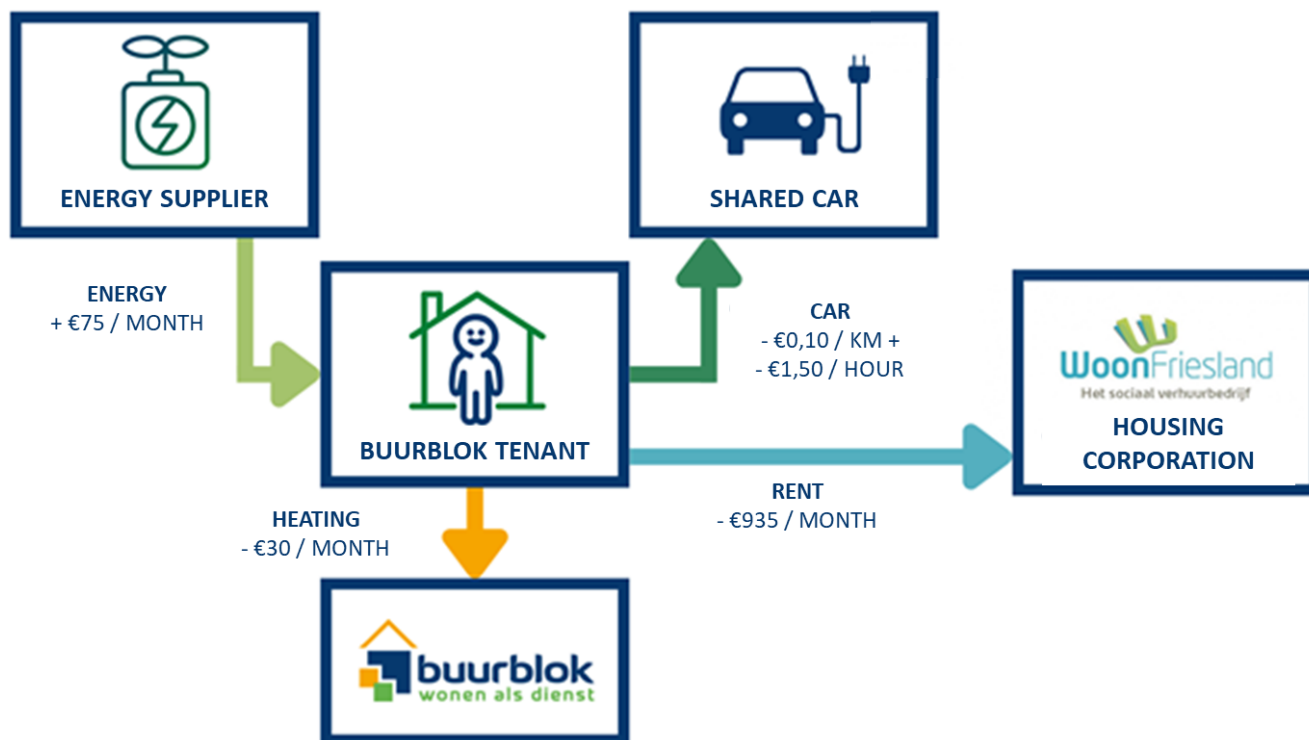 ENERGY SUPPLIER
SHARED CAR
ENERGY
+ €75 / MONTH
CAR
- €0,10 / KM +
- €1,50 / HOUR
BUURBLOK TENANT
WoonFriesland
Het sociaal verhuurbedrijf
HOUSING
CORPORATION
RENT
- €935 / MONTH
HEATING
- €30 / MONTH
buurblok
wonen als dienst